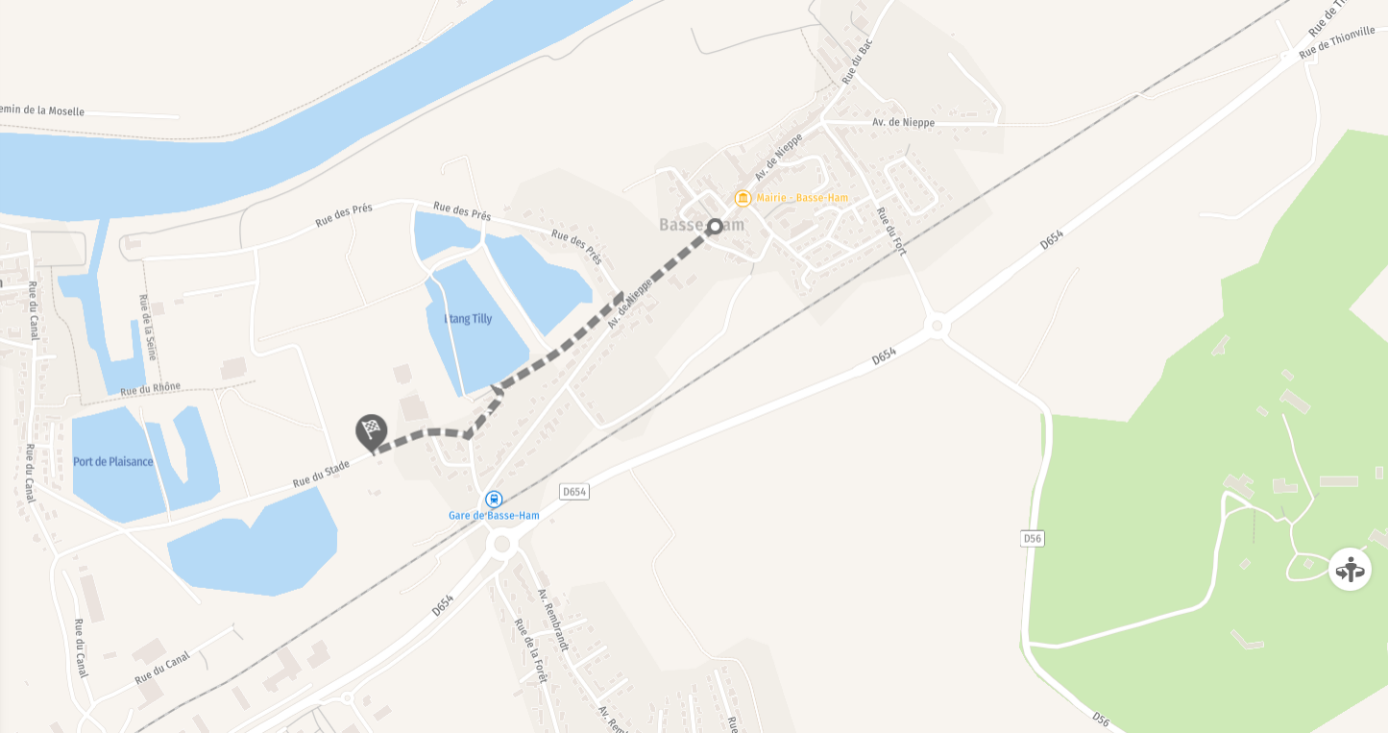 Rue de Th
Rue de Thionville
Rue du Bac
emin de la Moselle
Av. de Nieppe
Av. de Nieppe
Mairie - Basse-Ham
Rue des Prés
Rue des Prés
Rue du Fort
Rue des Prés
D654
Rue du Canal
Av. de Nieppe
Rue de la Seine
D654
Rue du Rhône
Port de Plaisance
Rue du Stade
Rue du Canal
D654
Gare de Basse-Ham
D56
D654
Av. Rembrandt
Rue de la Forêt
Rue du Canal
Rue du Canal
Av. Rem
Rue
D56